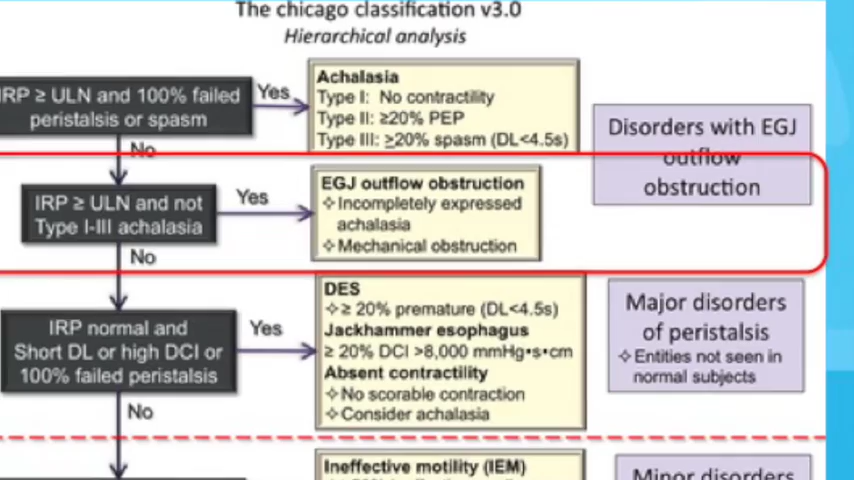 The chicago classification v3.0
Hierarchical analysis
IRP ≥ ULN and 100% failed
peristalsis or spasm
Yes
No
Achalasia
Type I: No contractility
Type II: ≥20% PEP
Type III: ≥20% spasm (DL<4.5s)
Disorders with EGJ
outflow
obstruction
IRP ≥ ULN and not
Type I-III achalasia
Yes
No
EGJ outflow obstruction
✧Incompletely expressed
achalasia
✧Mechanical obstruction
IRP normal and
Short DL or high DCI or
100% failed peristalsis
Yes
No
DES
✧≥ 20% premature (DL<4.5s)
Jackhammer esophagus
≥ 20% DCI >8,000 mmHg•s•cm
Absent contractility
✧No scorable contraction
✧Consider achalasia
Major disorders
of peristalsis
✧Entities not seen in
normal subjects
Ineffective motility (IEM)
Minor disorders